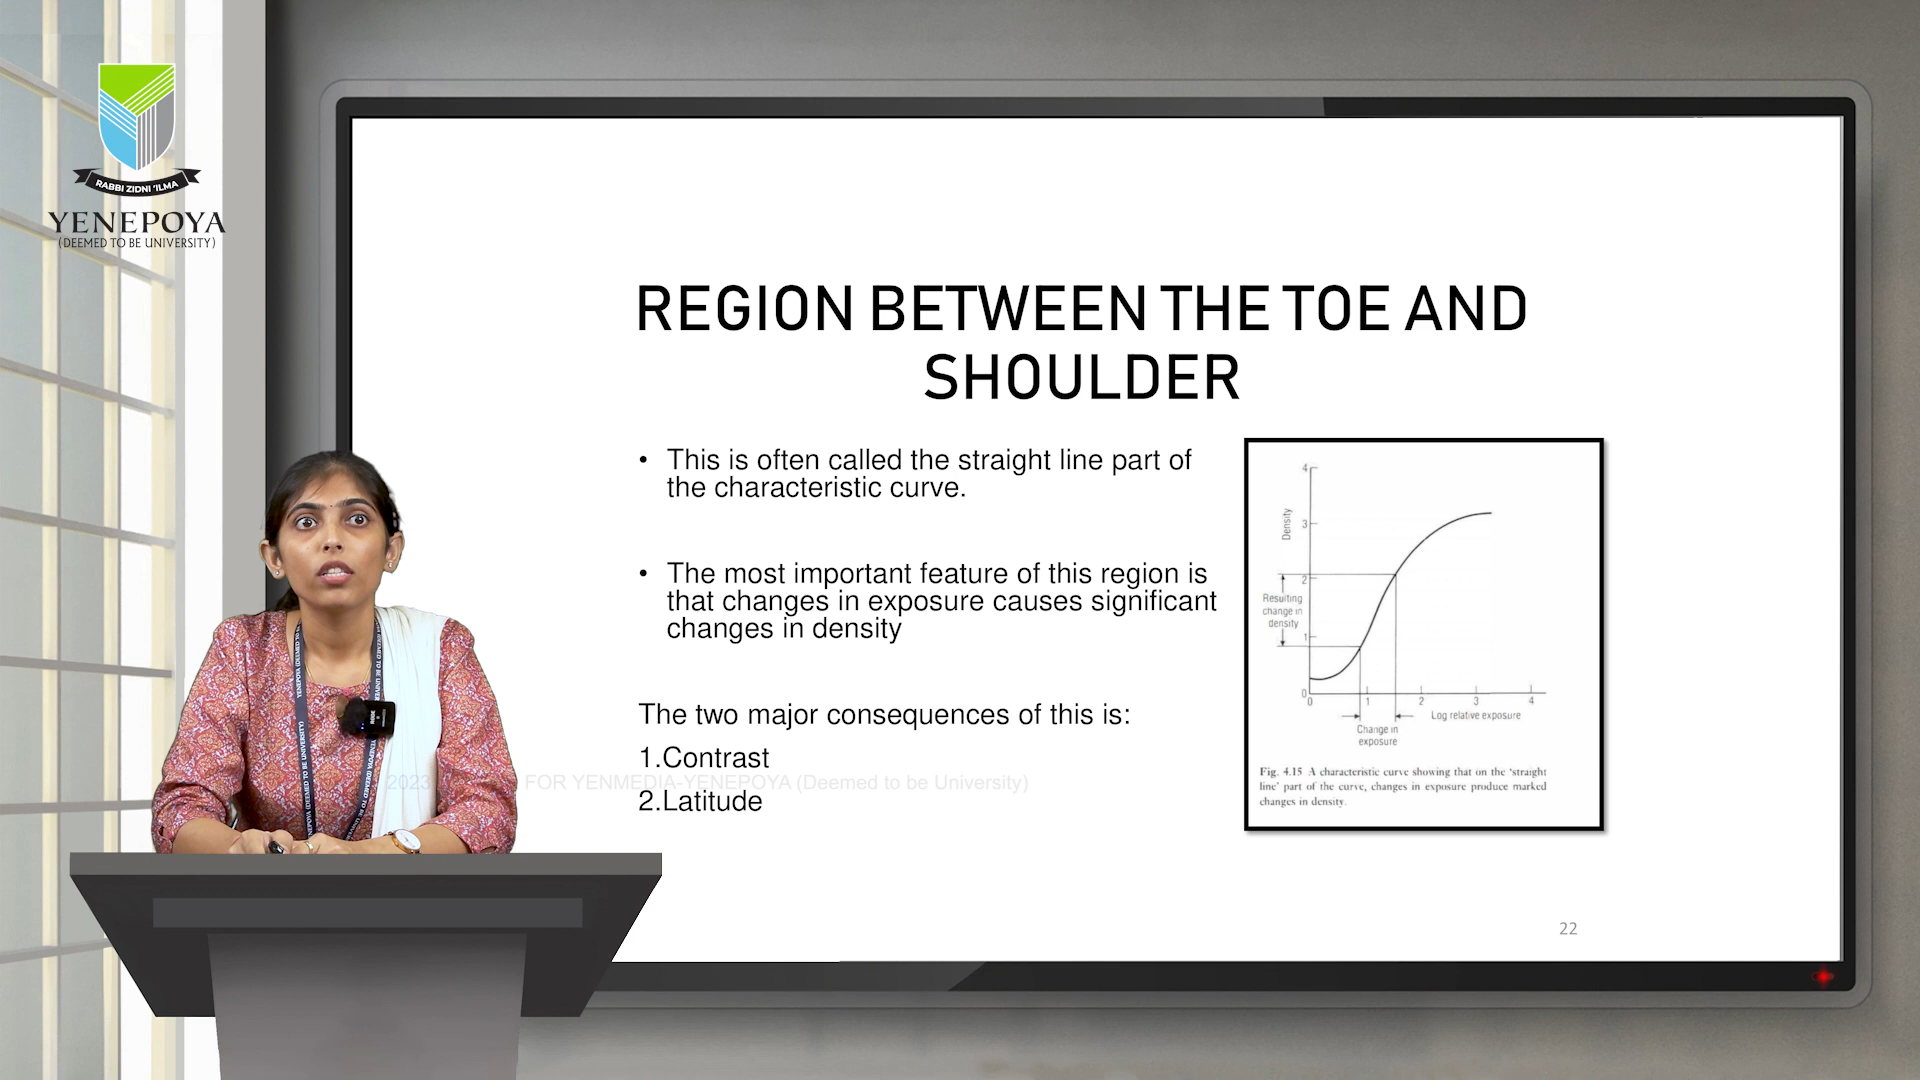 RABBI ZIDNI 'ILMA
YENEPOYA
(DEEMED TO BE UNIVERSITY)
REGION BETWEEN THE TOE AND
SHOULDER
• This is often called the straight line part of
the characteristic curve.
• The most important feature of this region is
that changes in exposure causes significant
changes in density
The two major consequences of this is:
1.Contrast
2023 FOR YENMEDIA-YENEPOYA (Deemed to be University)
2.Latitude
4
Density
3
2
Resulting
change in
density
1
0
0 1 2 3 4
Log relative exposure
Change in
exposure
Fig. 4.15 A characteristic curve showing that on the 'straight
line' part of the curve, changes in exposure produce marked
changes in density.
22